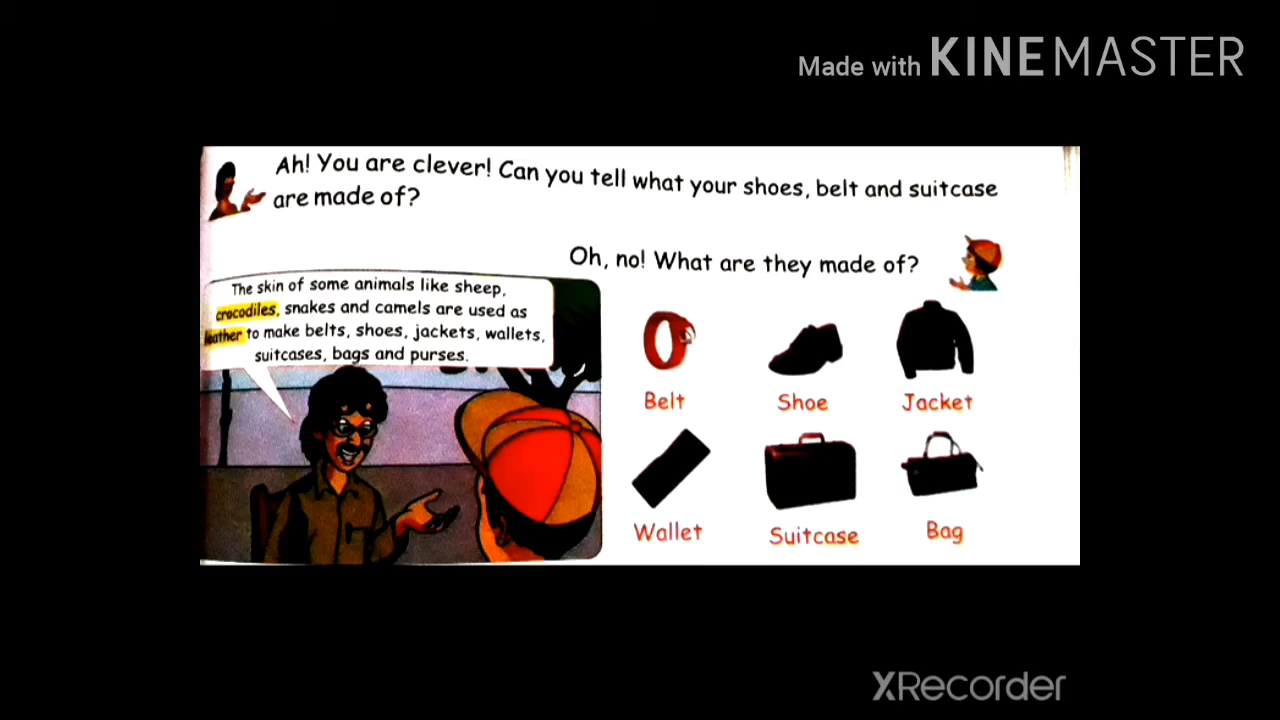 Made with KINEMASTER
Ah! You are clever! Can you tell what your shoes, belt and suitcase
are made of?
Oh, no! What are they made of?
The skin of some animals like sheep,
crocodiles, snakes and camels are used as
leather to make belts, shoes, jackets, wallets,
suitcases, bags and purses.
Belt
Shoe
Jacket
Wallet
Suitcase
Bag
XRecorder